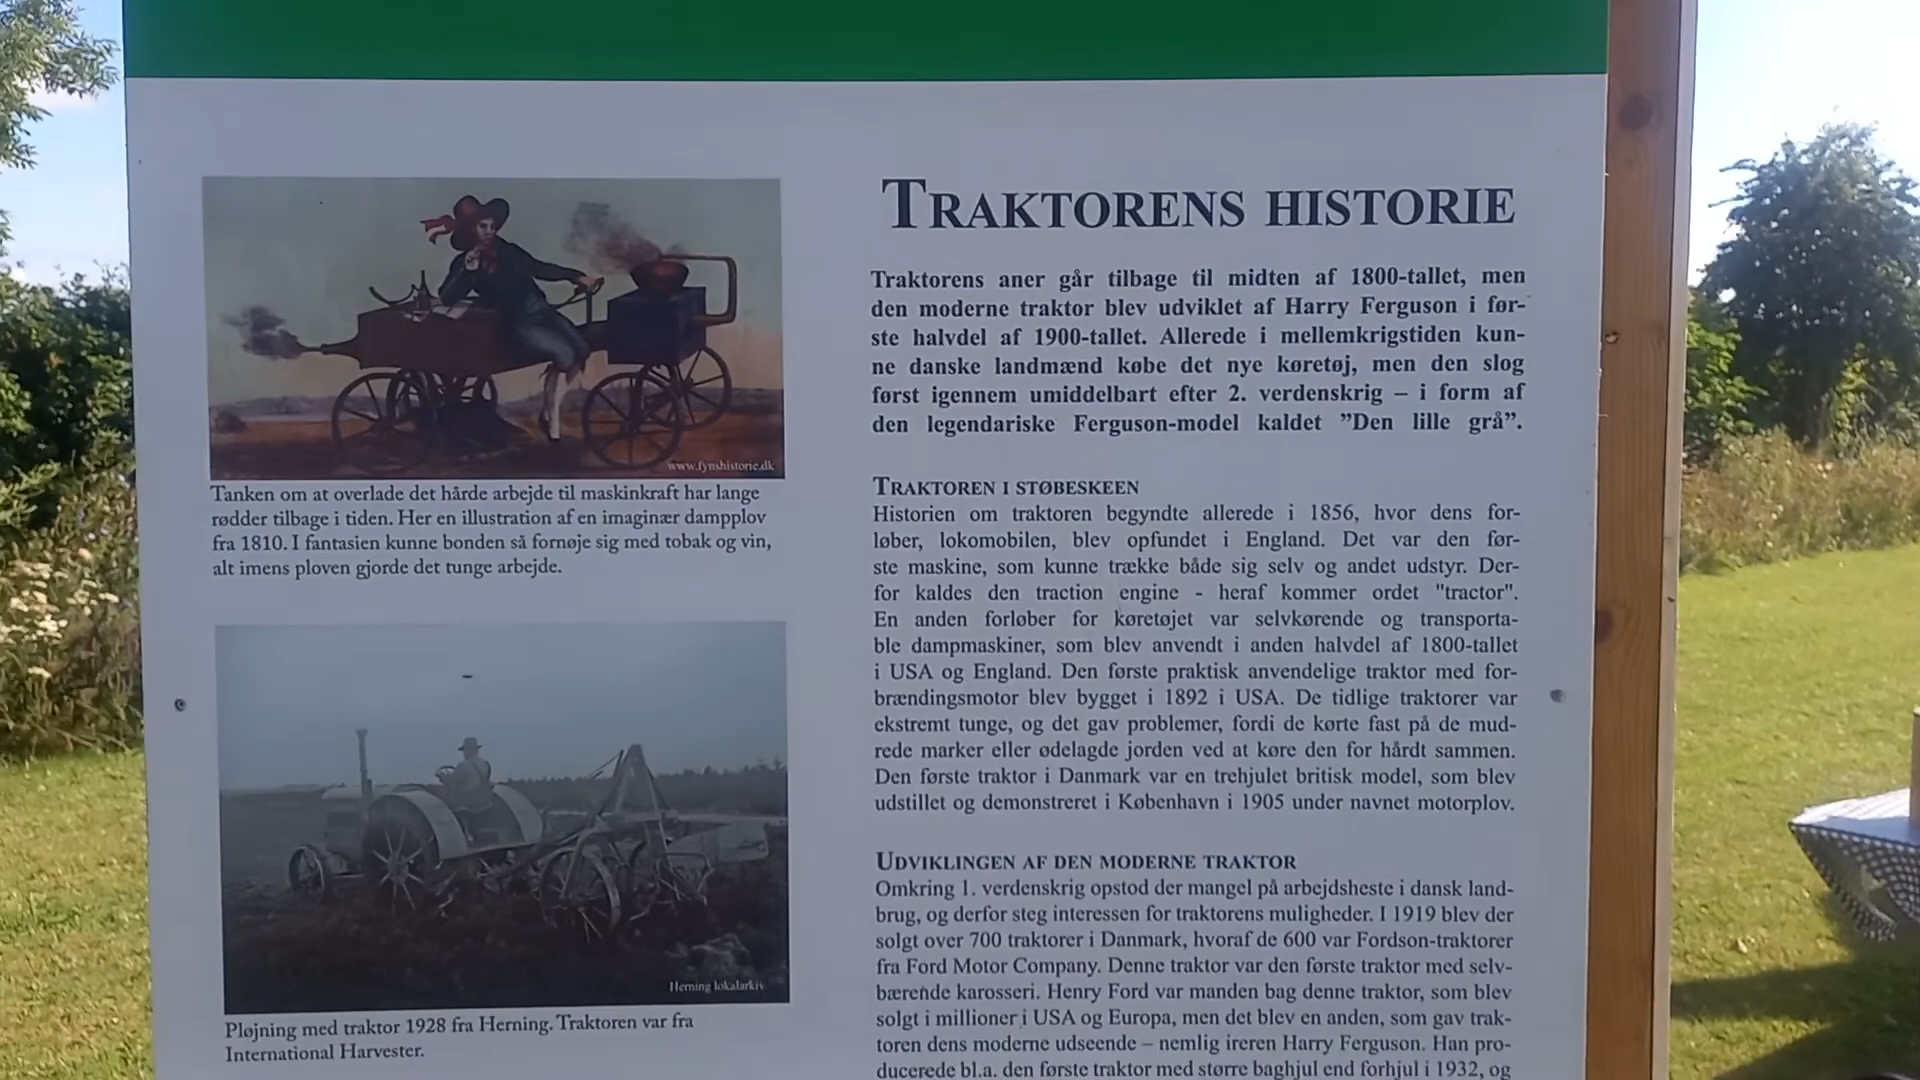 www.fynshistorie.dk
Tanken om at overlade det hårde arbejde til maskinkraft har lange
rødder tilbage i tiden. Her en illustration af en imaginær dampplov
fra 1810. I fantasien kunne bonden så fornøje sig med tobak og vin,
alt imens ploven gjorde det tunge arbejde.
Herning lokalarkiv
Pløjning med traktor 1928 fra Herning. Traktoren var fra
International Harvester.
TRAKTORENS HISTORIE
Traktorens aner går tilbage til midten af 1800-tallet, men
den moderne traktor blev udviklet af Harry Ferguson i før-
ste halvdel af 1900-tallet. Allerede i mellemkrigstiden kun-
ne danske landmænd købe det nye køretøj, men den slog
først igennem umiddelbart efter 2. verdenskrig – i form af
den legendariske Ferguson-model kaldet ”Den lille grå”.
TRAKTOREN I STØBESKEEN
Historien om traktoren begyndte allerede i 1856, hvor dens for-
løber, lokomobilen, blev opfundet i England. Det var den før-
ste maskine, som kunne trække både sig selv og andet udstyr. Der-
for kaldes den traction engine - heraf kommer ordet "tractor".
En anden forløber for køretøjet var selvkørende og transporta-
ble dampmaskiner, som blev anvendt i anden halvdel af 1800-tallet
i USA og England. Den første praktisk anvendelige traktor med for-
brændingsmotor blev bygget i 1892 i USA. De tidlige traktorer var
ekstremt tunge, og det gav problemer, fordi de kørte fast på de mud-
rede marker eller ødelagde jorden ved at køre den for hårdt sammen.
Den første traktor i Danmark var en trehjulet britisk model, som blev
udstillet og demonstreret i København i 1905 under navnet motorplov.
UDVIKLINGEN AF DEN MODERNE TRAKTOR
Omkring 1. verdenskrig opstod der mangel på arbejdsheste i dansk land-
brug, og derfor steg interessen for traktorens muligheder. I 1919 blev der
solgt over 700 traktorer i Danmark, hvoraf de 600 var Fordson-traktorer
fra Ford Motor Company. Denne traktor var den første traktor med selv-
bærende karosseri. Henry Ford var manden bag denne traktor, som blev
solgt i millioner i USA og Europa, men det blev en anden, som gav trak-
toren dens moderne udseende – nemlig ireren Harry Ferguson. Han pro-
ducerede bl.a. den første traktor med større baghjul end forhjul i 1932, og